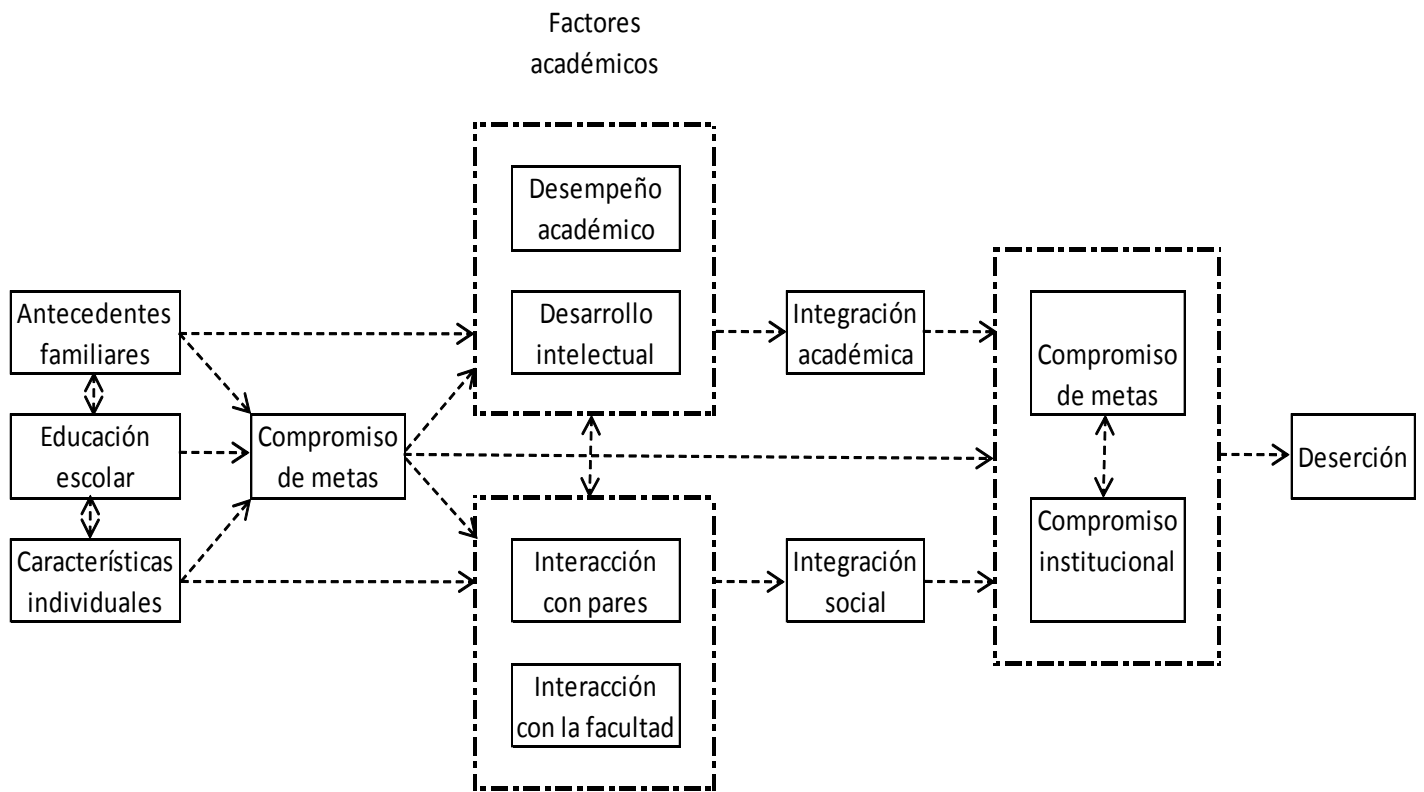 Factores
académicos
Desempeño
académico
Antecedentes
familiares
Desarrollo
intelectual
Integración
académica
Compromiso
de metas
Educación
escolar
Compromiso
de metas
Deserción
Características
individuales
Interacción
con pares
Integración
social
Compromiso
institucional
Interacción
con la facultad